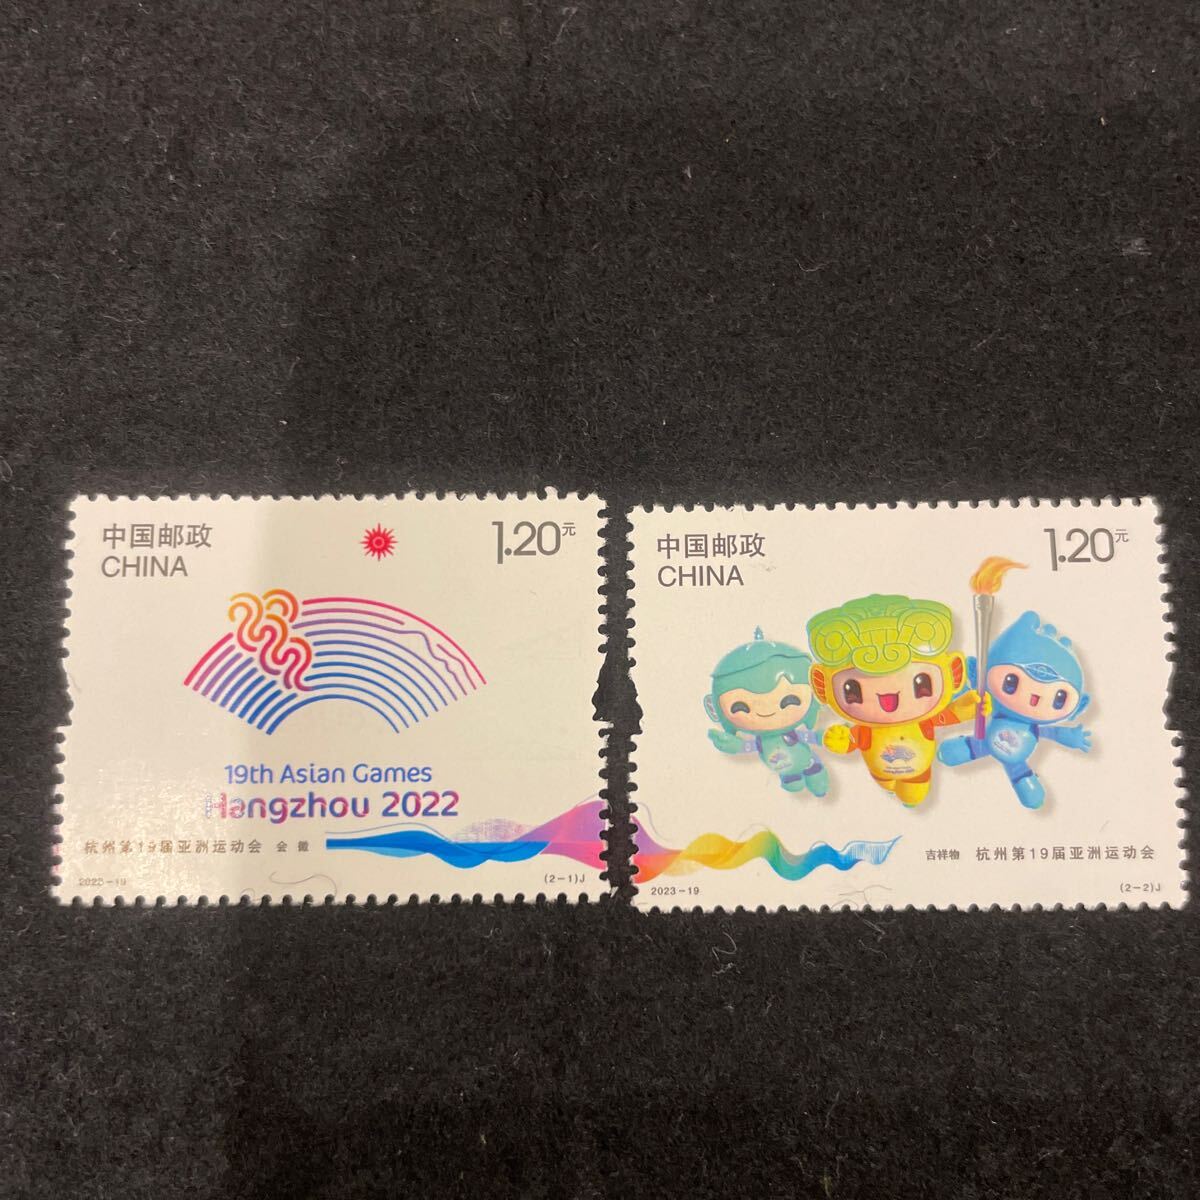 中国邮政
CHINA
1.20元
19th Asian Games
Hangzhou 2022
杭州第19届亚洲运动会 会徽
2023-19
(2-1)J
中国邮政
CHINA
1.20元
吉祥物 杭州第19届亚洲运动会
2023-19
(2-2)J